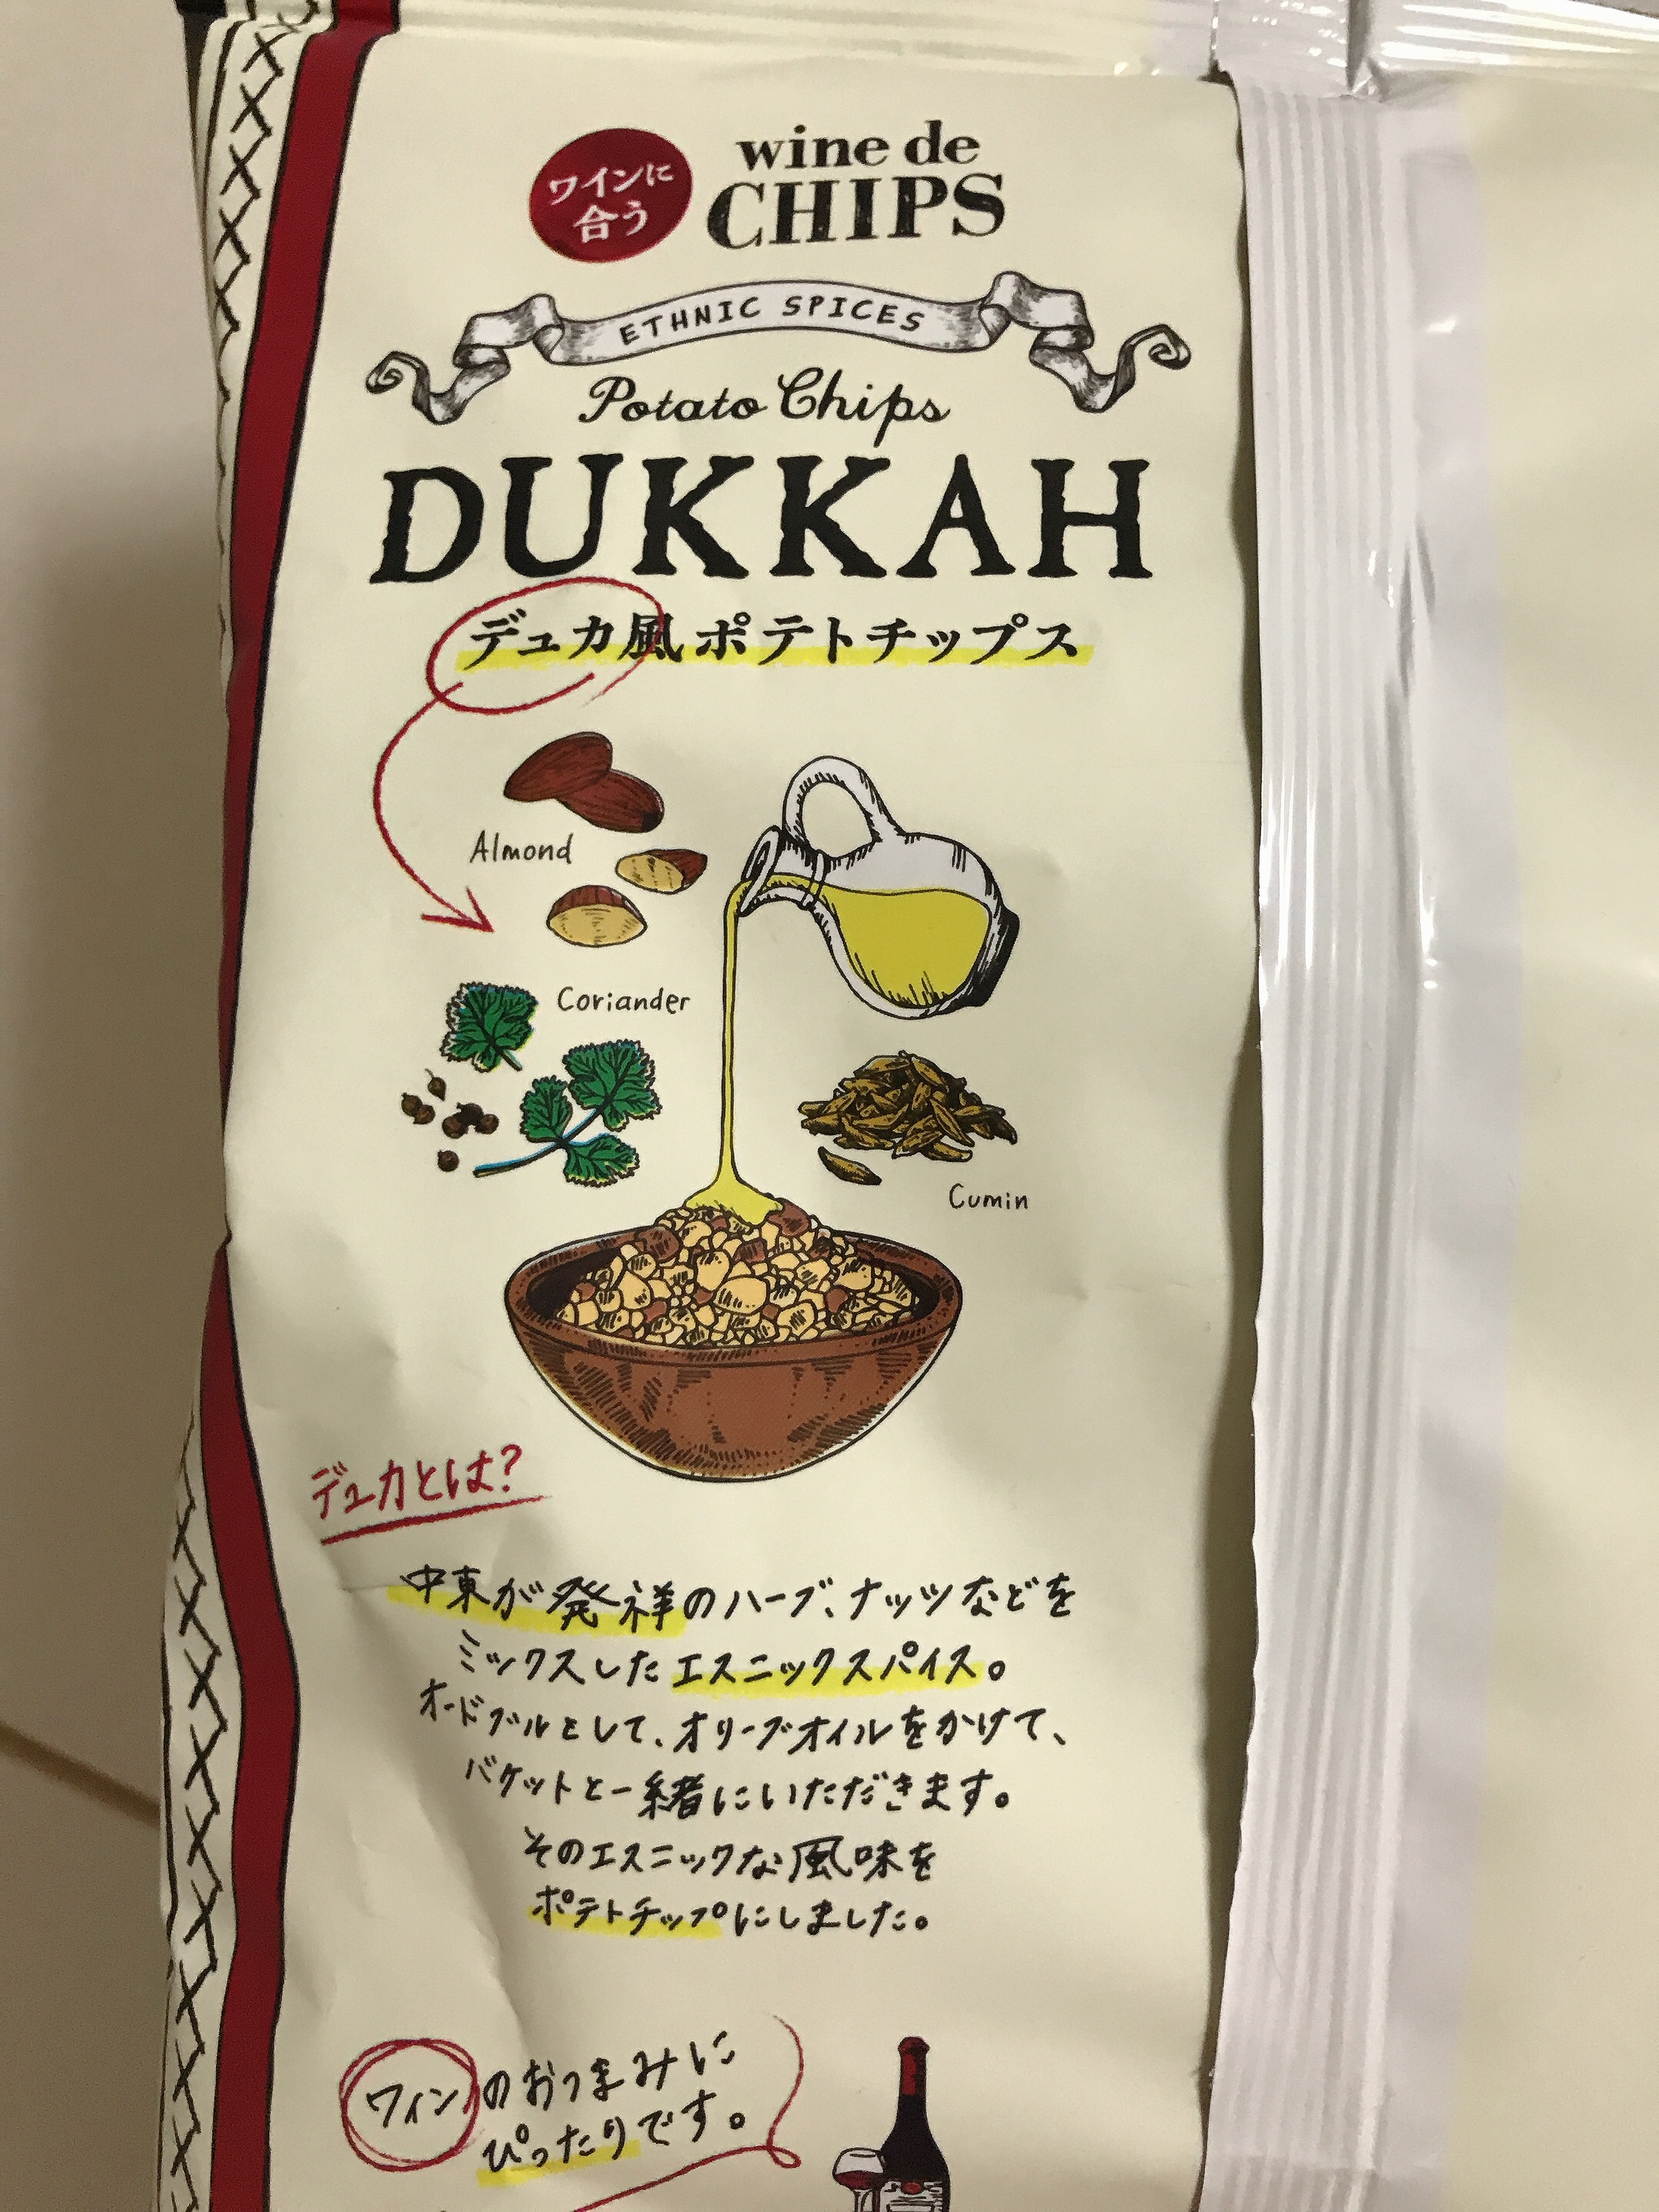 ワインに
合う
wine de
CHIPS
ETHNIC SPICES
Potato Chips
DUKKAH
デュカ風ポテトチップス
Almond
Coriander
Cumin
デュカとは?
中東が発祥のハーブ、ナッツなどを
ミックスしたエスニックスパイス。
オードブルとして、オリーブオイルをかけて、
バケットと一緒にいただきます。
そのエスニックな風味を
ポテトチップにしました。
ワインのおつまみに
ぴったりです。